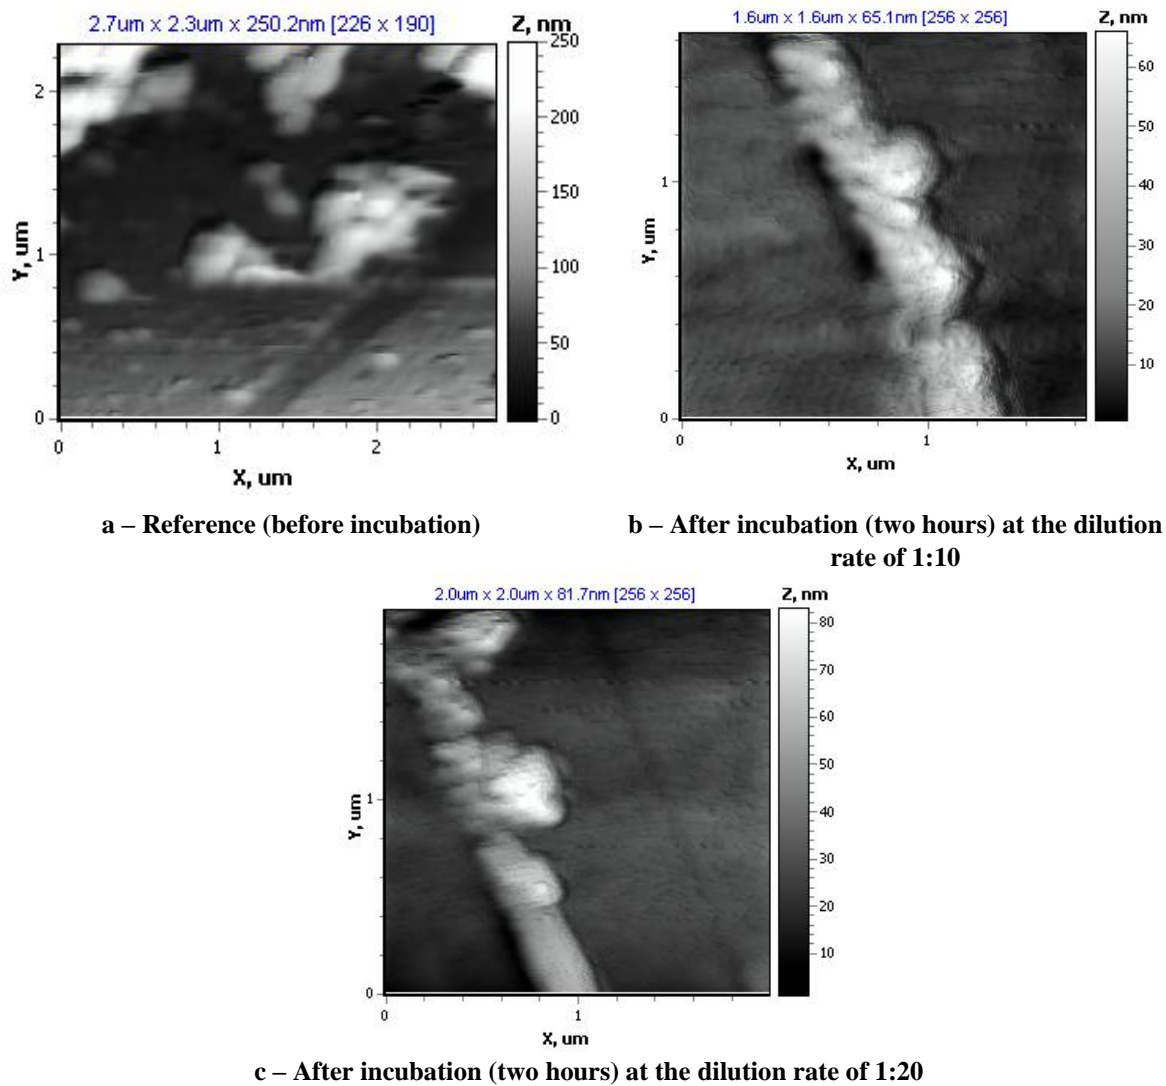 2.7um x 2.3um x 250.2nm [226 x 190]
Z, nm
250
200
150
100
50
0
2
1
0
Y, um
0
1
2
X, um
a – Reference (before incubation)
1.6um x 1.6um x 65.1nm [256 x 256]
Z, nm
60
50
40
30
20
10
1
0
Y, um
0
1
X, um
b – After incubation (two hours) at the dilution
rate of 1:10
2.0um x 2.0um x 81.7nm [256 x 256]
Z, nm
80
70
60
50
40
30
20
10
1
0
Y, um
0
1
X, um
c – After incubation (two hours) at the dilution rate of 1:20